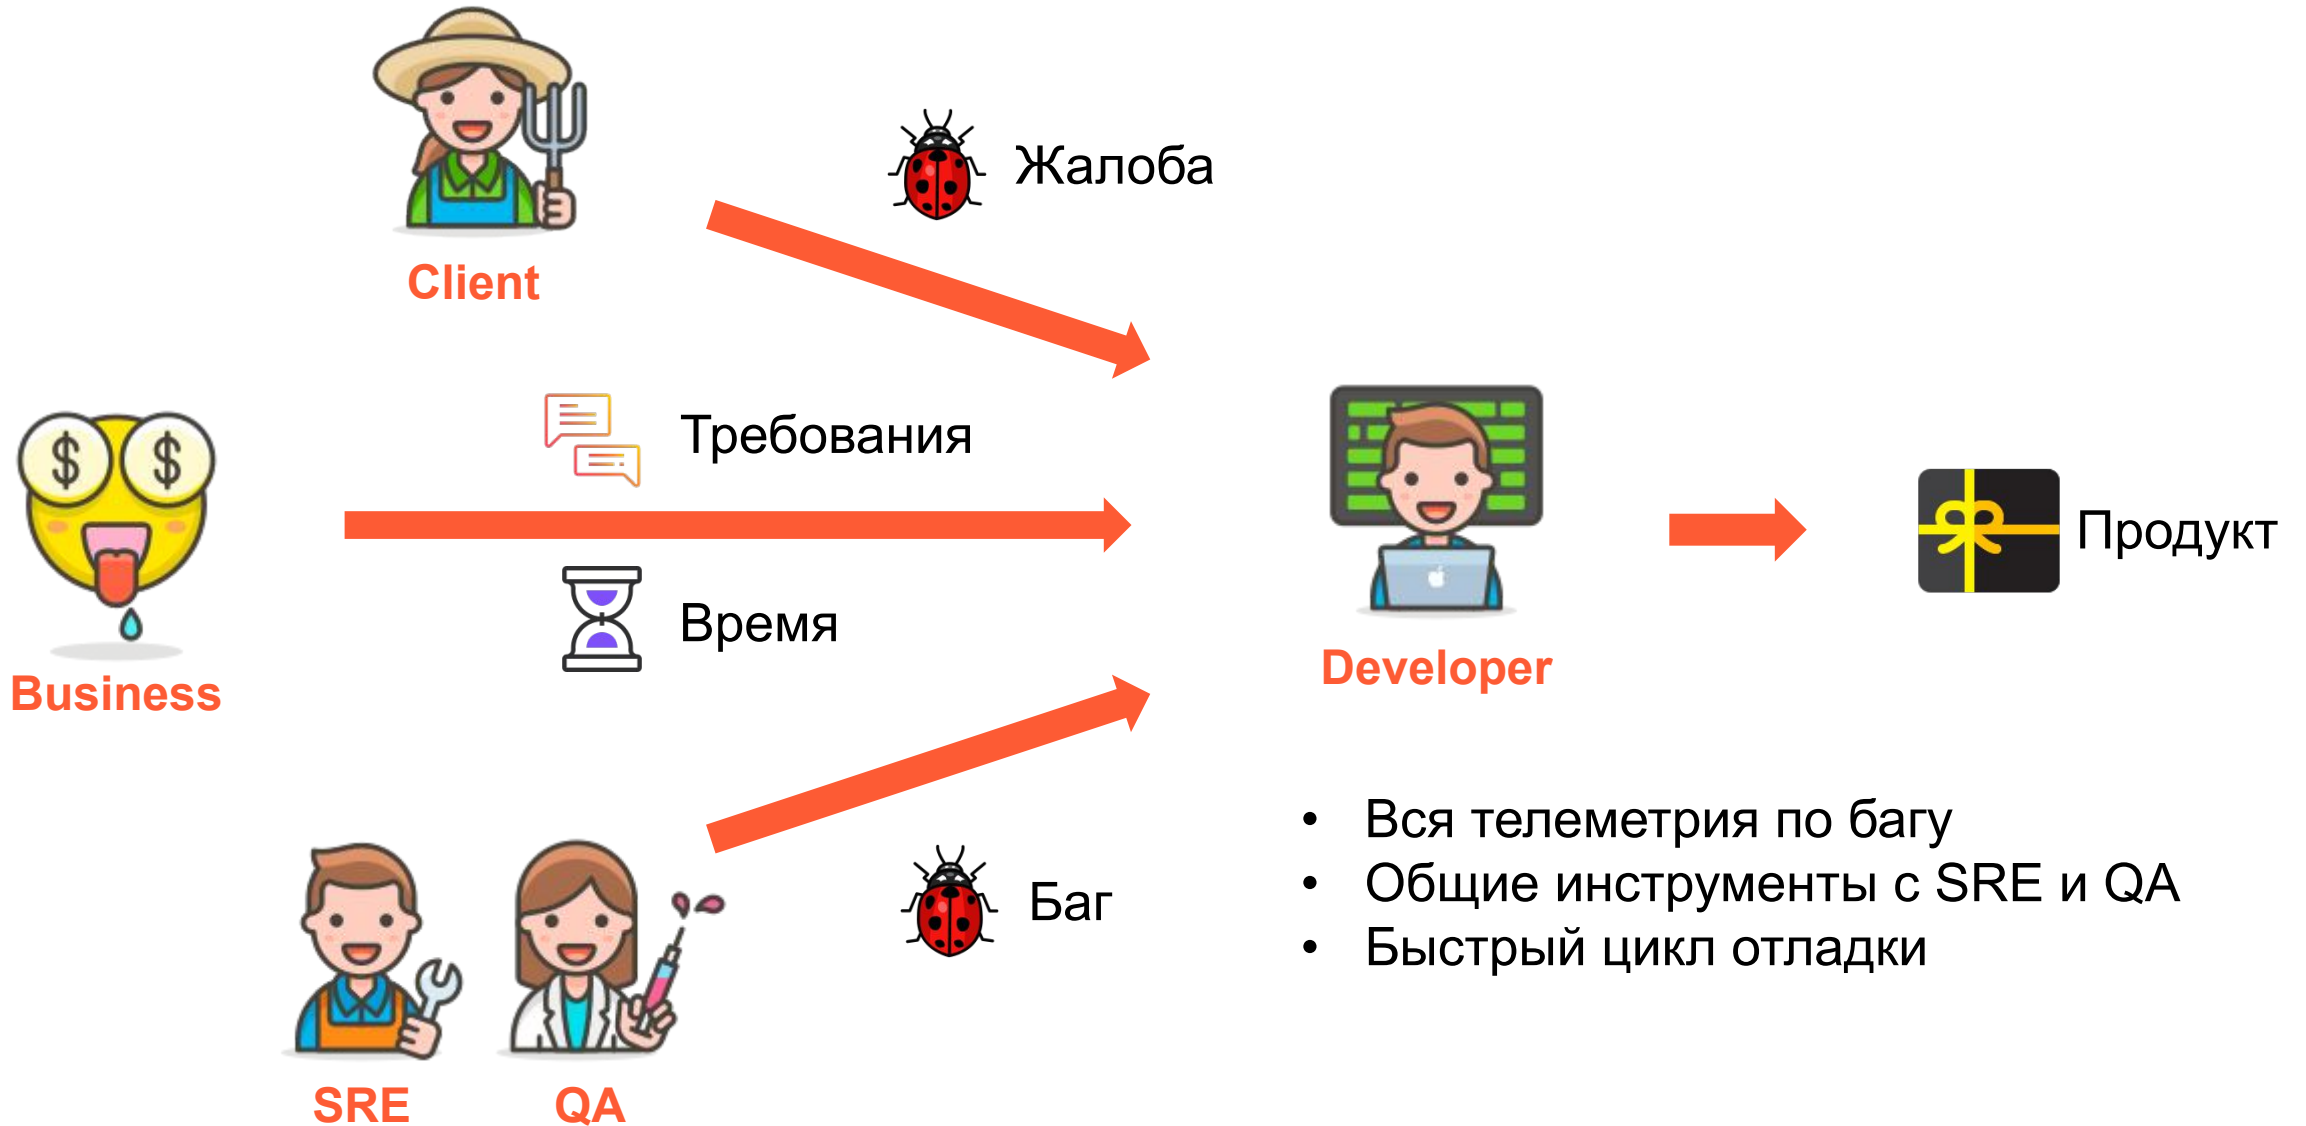 Жалоба
Client
Требования
Время
Business
Developer
Продукт
Баг
SRE
QA
• Вся телеметрия по багу
• Общие инструменты с SRE и QA
• Быстрый цикл отладки